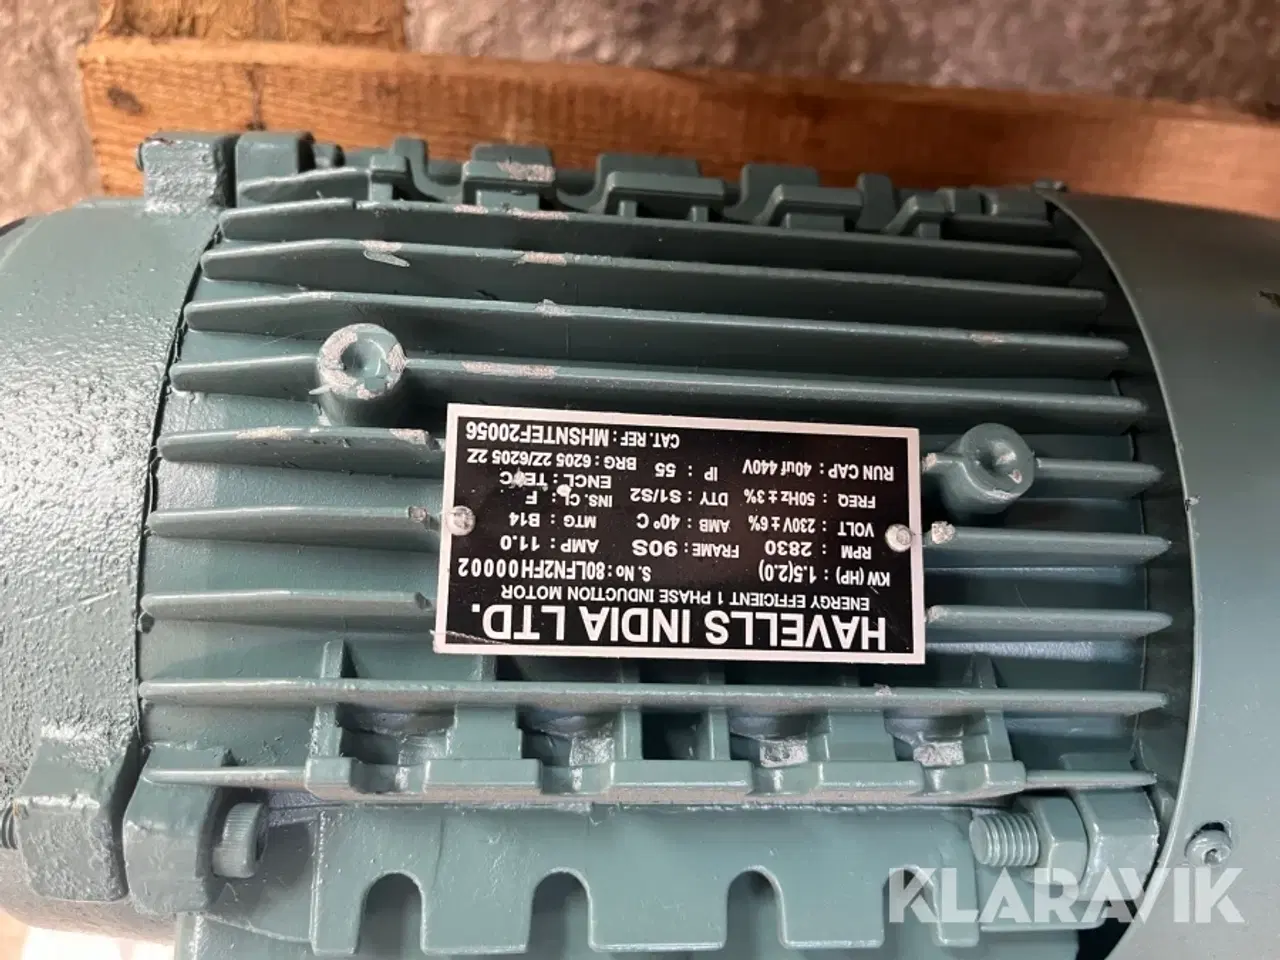 HAVELLS INDIA LTD.
ENERGY EFFICIENT 1 PHASE INDUCTION MOTOR
KW (HP) : 1.5(2.0) S. No : 80LFN2FH00002
RPM : 2830 FRAME : 90S AMP : 11.0
VOLT : 230V ± 6% AMB : 40°C MTG : B14
FREQ : 50Hz ± 3% DTY : S1/S2 INS. CL : F
ENCL : TEFC
RUN CAP : 40uf 440V IP : 55 BRG : 6205 2Z/6205 2Z
CAT. REF : MHSNTEF20056
KLARAVIK